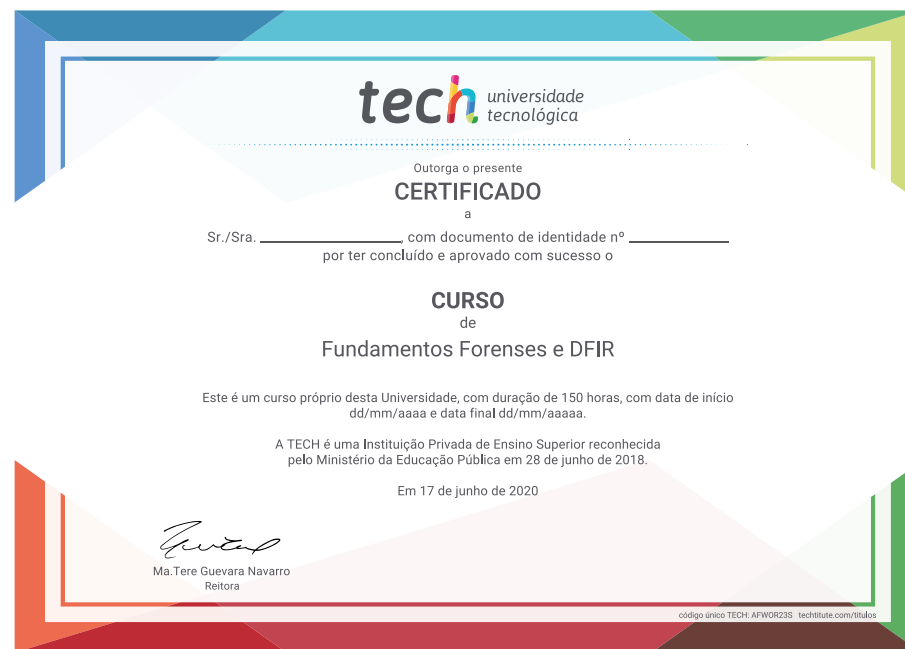 tech universidade
tecnológica
Outorga o presente
CERTIFICADO
a
Sr./Sra. ____________, com documento de identidade nº ____________
por ter concluído e aprovado com sucesso o
CURSO
de
Fundamentos Forenses e DFIR
Este é um curso próprio desta Universidade, com duração de 150 horas, com data de início
dd/mm/aaaa e data final dd/mm/aaaaa.
A TECH é uma Instituição Privada de Ensino Superior reconhecida
pelo Ministério da Educação Pública em 28 de junho de 2018.
Em 17 de junho de 2020
Ma.Tere Guevara Navarro
Reitora
código único TECH: AFWOR23S techtitute.com/titulos